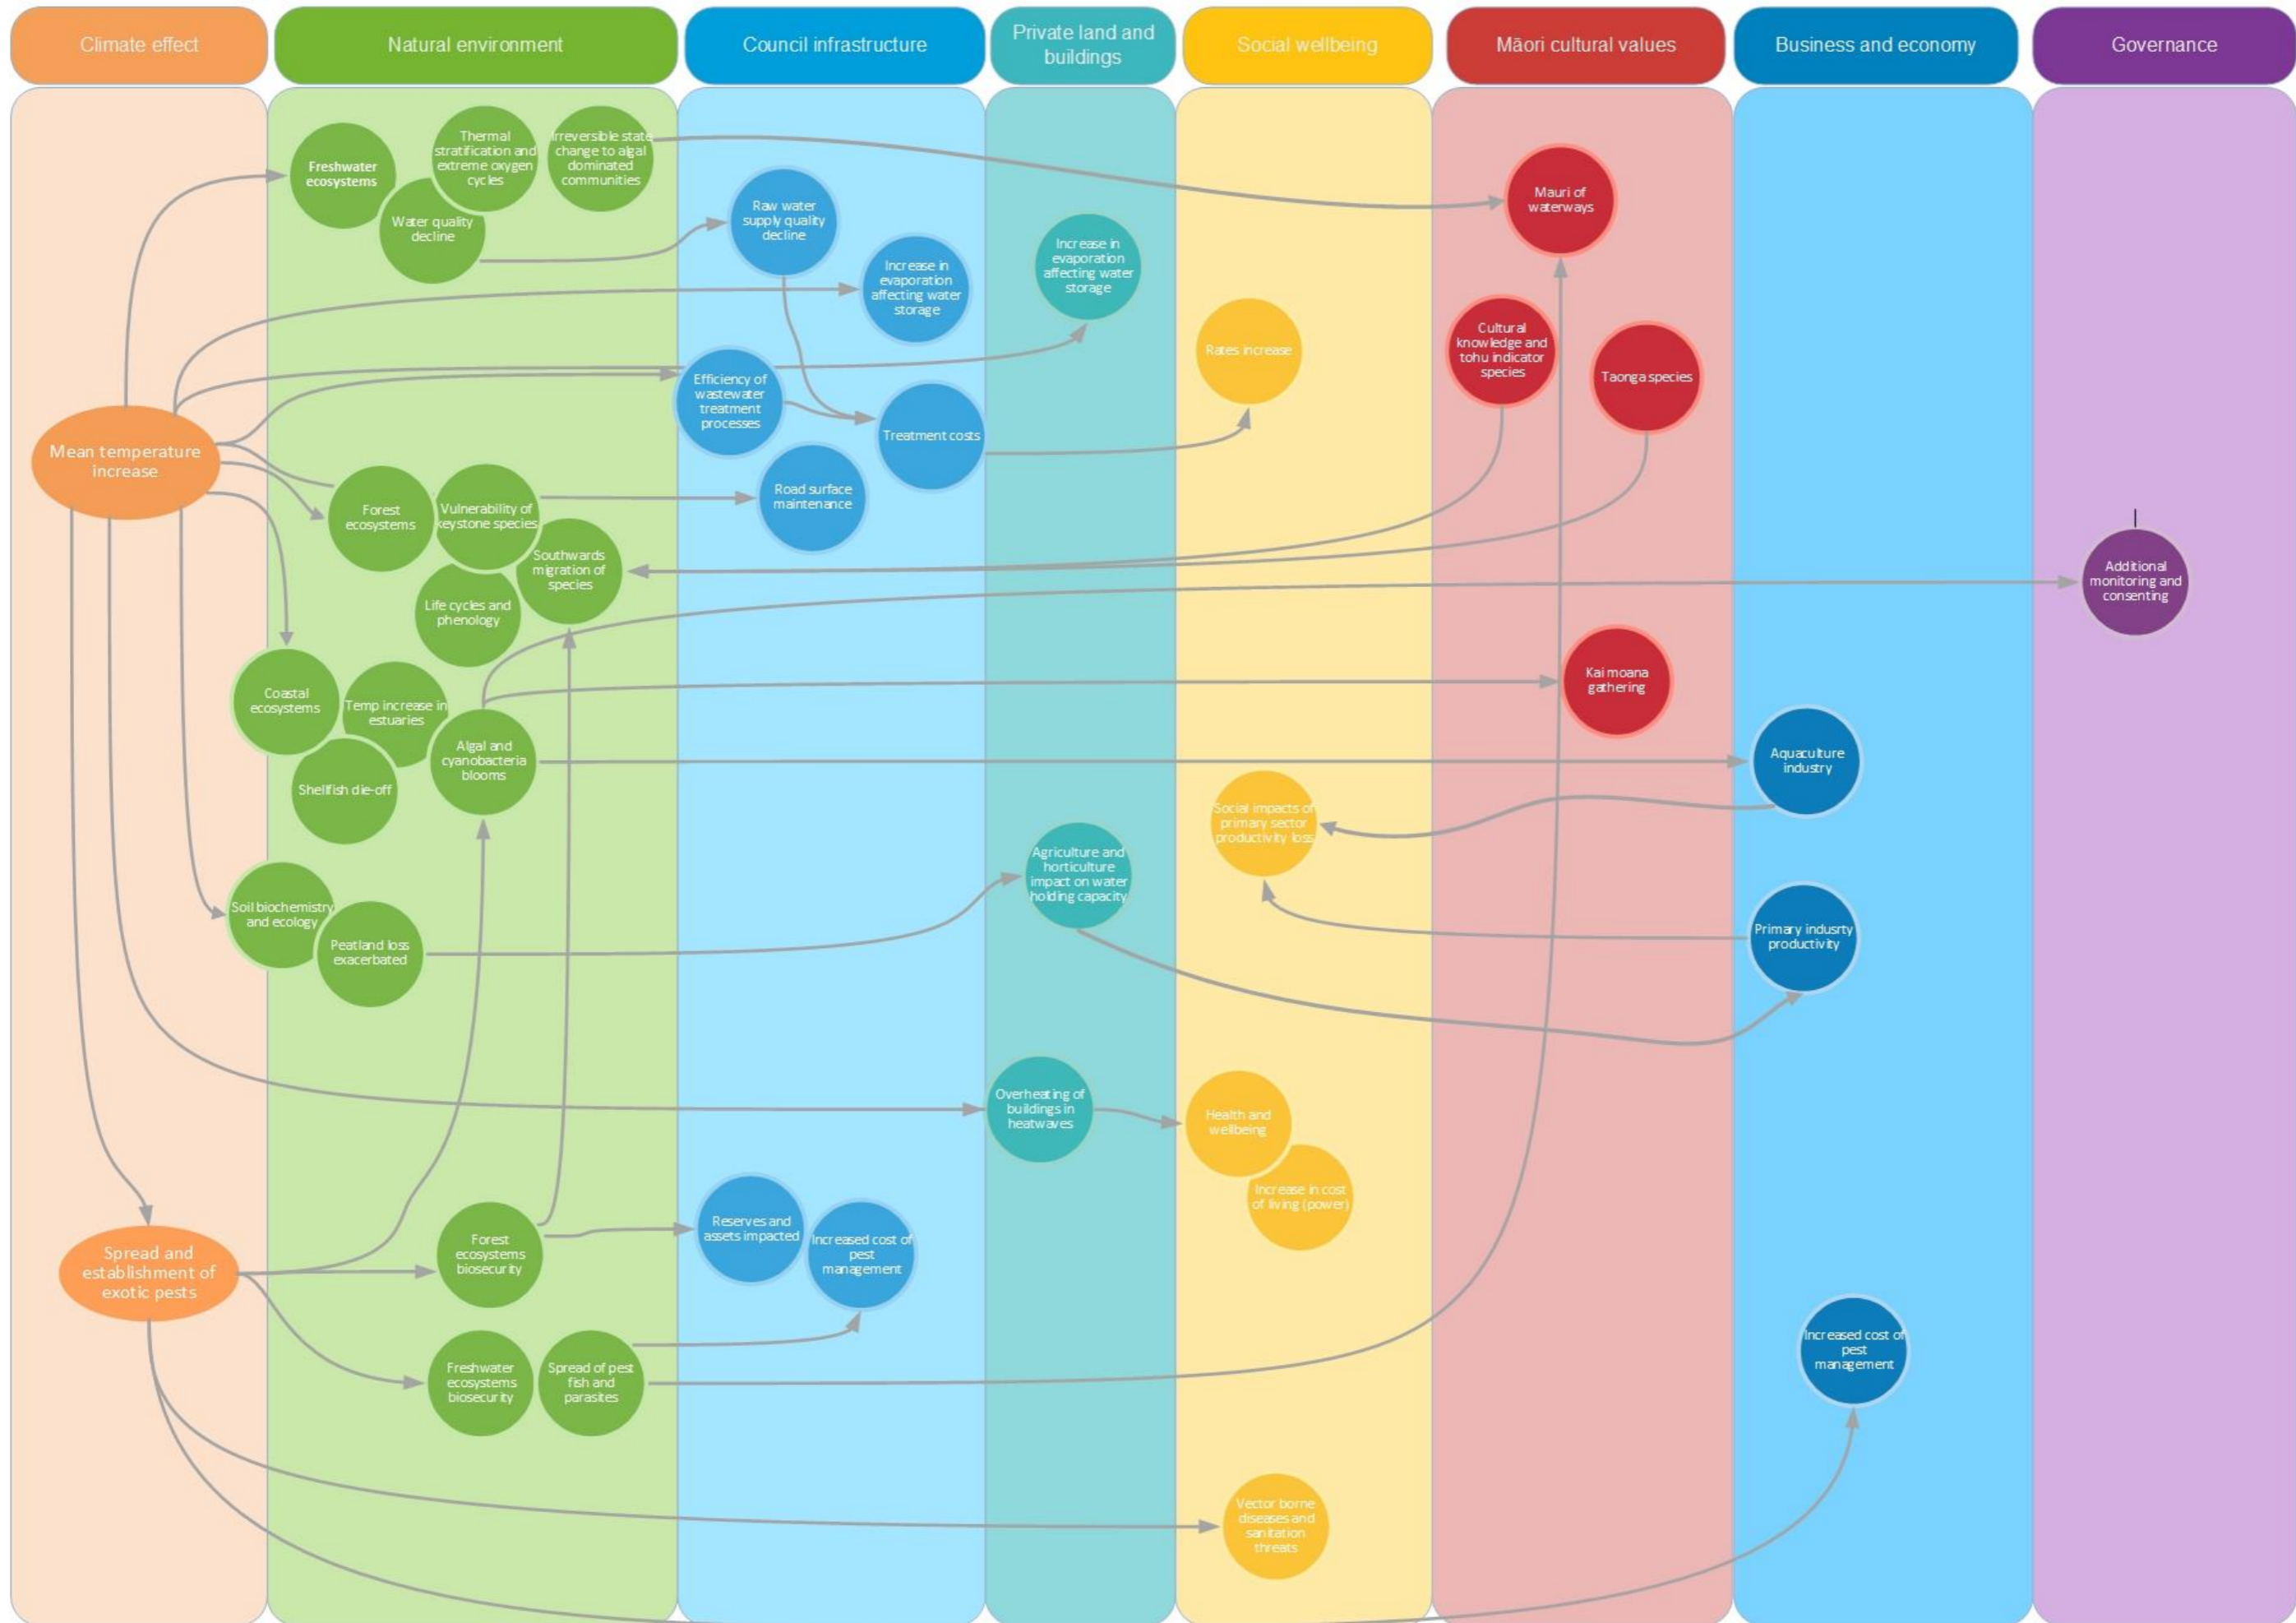 Climate effect
Natural environment
Council infrastructure
Private land and
buildings
Social wellbeing
Māori cultural values
Business and economy
Governance
Mean temperature
increase
Spread and
establishment of
exotic pests
Freshwater
ecosystems
Thermal
stratification and
extreme oxygen
cycles
Irreversible state
change to algal
dominated
communities
Water quality
decline
Forest
ecosystems
Vulnerability of
keystone species
Southwards
migration of
species
Life cycles and
phenology
Coastal
ecosystems
Temp increase in
estuaries
Algal and
cyanobacteria
blooms
Shellfish die-off
Soil biochemistry
and ecology
Peatland loss
exacerbated
Forest
ecosystems
biosecurity
Freshwater
ecosystems
biosecurity
Spread of pest
fish and
parasites
Raw water
supply quality
decline
Increase in
evaporation
affecting water
storage
Efficiency of
wastewater
treatment
processes
Treatment costs
Road surface
maintenance
Reserves and
assets impacted
Increased cost of
pest
management
Increase in
evaporation
affecting water
storage
Agriculture and
horticulture
impact on water
holding capacity
Overheating of
buildings in
heatwaves
Rates increase
Social impacts of
primary sector
productivity loss
Health and
wellbeing
Increase in cost
of living (power)
Vector borne
diseases and
sanitation
threats
Mauri of
waterways
Cultural
knowledge and
tohu indicator
species
Taonga species
Kai moana
gathering
Aquaculture
industry
Primary indusrty
productivity
Increased cost of
pest
management
Additional
monitoring and
consenting